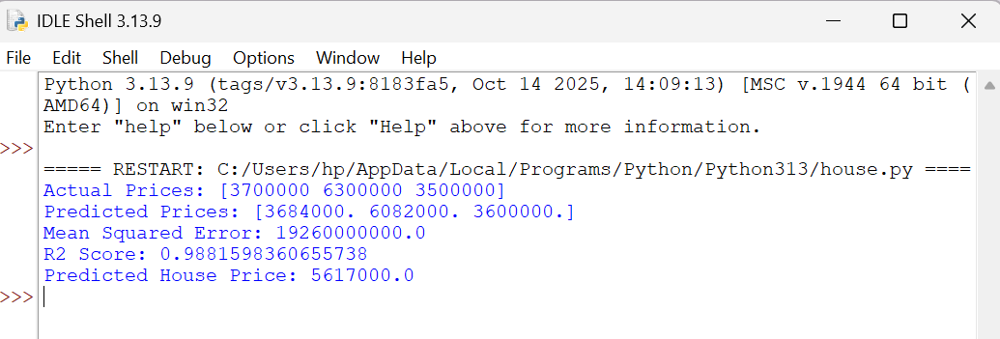 IDLE Shell 3.13.9
File Edit Shell Debug Options Window Help
Python 3.13.9 (tags/v3.13.9:8183fa5, Oct 14 2025, 14:09:13) [MSC v.1944 64 bit (
AMD64)] on win32
Enter "help" below or click "Help" above for more information.
>>>
===== RESTART: C:/Users/hp/AppData/Local/Programs/Python/Python313/house.py ====
Actual Prices: [3700000 6300000 3500000]
Predicted Prices: [3684000. 6082000. 3600000.]
Mean Squared Error: 19260000000.0
R2 Score: 0.9881598360655738
Predicted House Price: 5617000.0
>>>